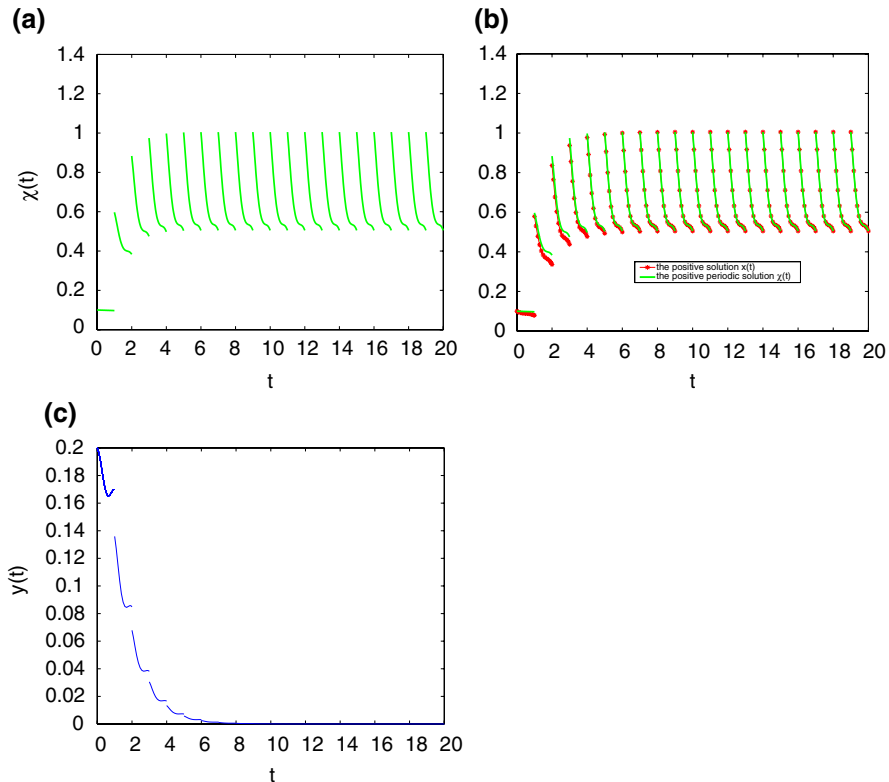 (a)
1.4
1.2
1
0.8
0.6
0.4
0.2
0
χ(t)
0 2 4 6 8 10 12 14 16 18 20
t
(b)
1.4
1.2
1
0.8
0.6
0.4
0.2
0
the positive solution x(t)
the positive periodic solution χ(t)
0 2 4 6 8 10 12 14 16 18 20
t
(c)
0.2
0.18
0.16
0.14
0.12
0.1
0.08
0.06
0.04
0.02
0
y(t)
0 2 4 6 8 10 12 14 16 18 20
t